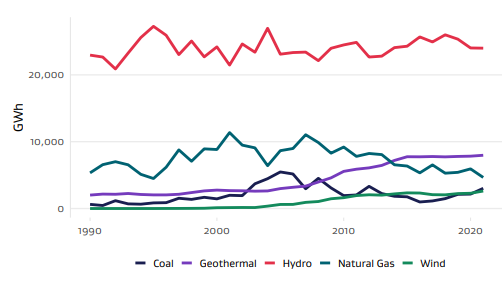 GWh
20,000
10,000
0
1990
2000
2010
2020
Coal
Geothermal
Hydro
Natural Gas
Wind